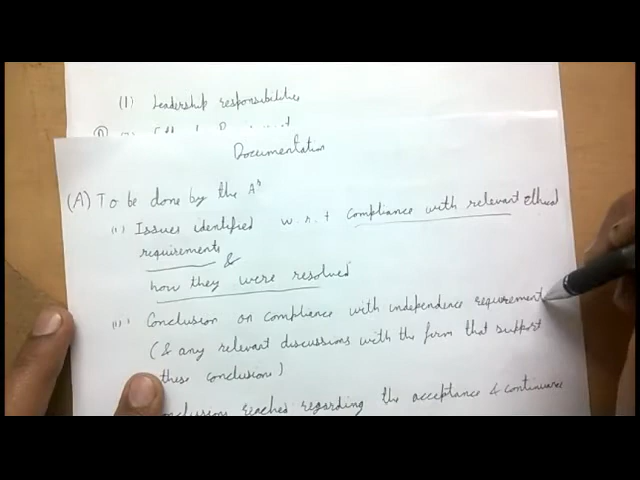 (1) Leadership responsibilities
Documentation
(A) To be done by the Ar
(i) Issues identified w.r.t compliance with relevant Ethical
requirements &
how they were resolved
(ii) Conclusion on compliance with independence requirements
(& any relevant discussions with the firm that support
these conclusions)
conclusions reached regarding the acceptance & continuance